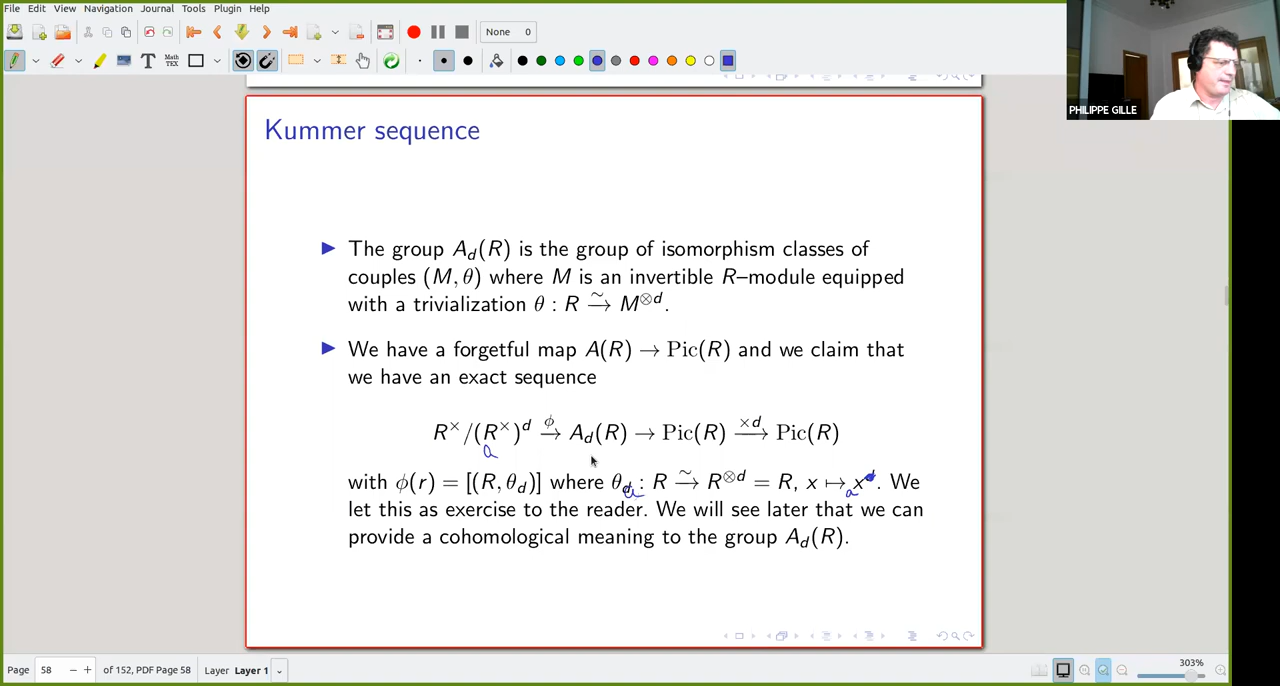 File Edit View Navigation Journal Tools Plugin Help
None 0
T Math TEX
PHILIPPE GILLE
Kummer sequence
▶ The group A_d(R) is the group of isomorphism classes of
couples (M, θ) where M is an invertible R–module equipped
with a trivialization θ : R ⥲ M^{⊗d}.
▶ We have a forgetful map A(R) → Pic(R) and we claim that
we have an exact sequence
R^×/(R^×)^d \xrightarrow{ϕ} A_d(R) → Pic(R) \xrightarrow{×d} Pic(R)
a
with ϕ(r) = [(R, θ_d)] where θ_d : R ⥲ R^{⊗d} = R, x ↦ x^d. We
a a
let this as exercise to the reader. We will see later that we can
provide a cohomological meaning to the group A_d(R).
Page 58 − + of 152, PDF Page 58 Layer Layer 1 303%